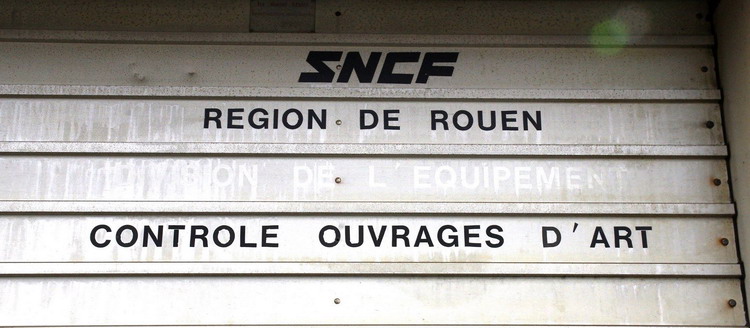 SNCF
REGION DE ROUEN
DE L'EQUIPEMENT
CONTROLE OUVRAGES D'ART